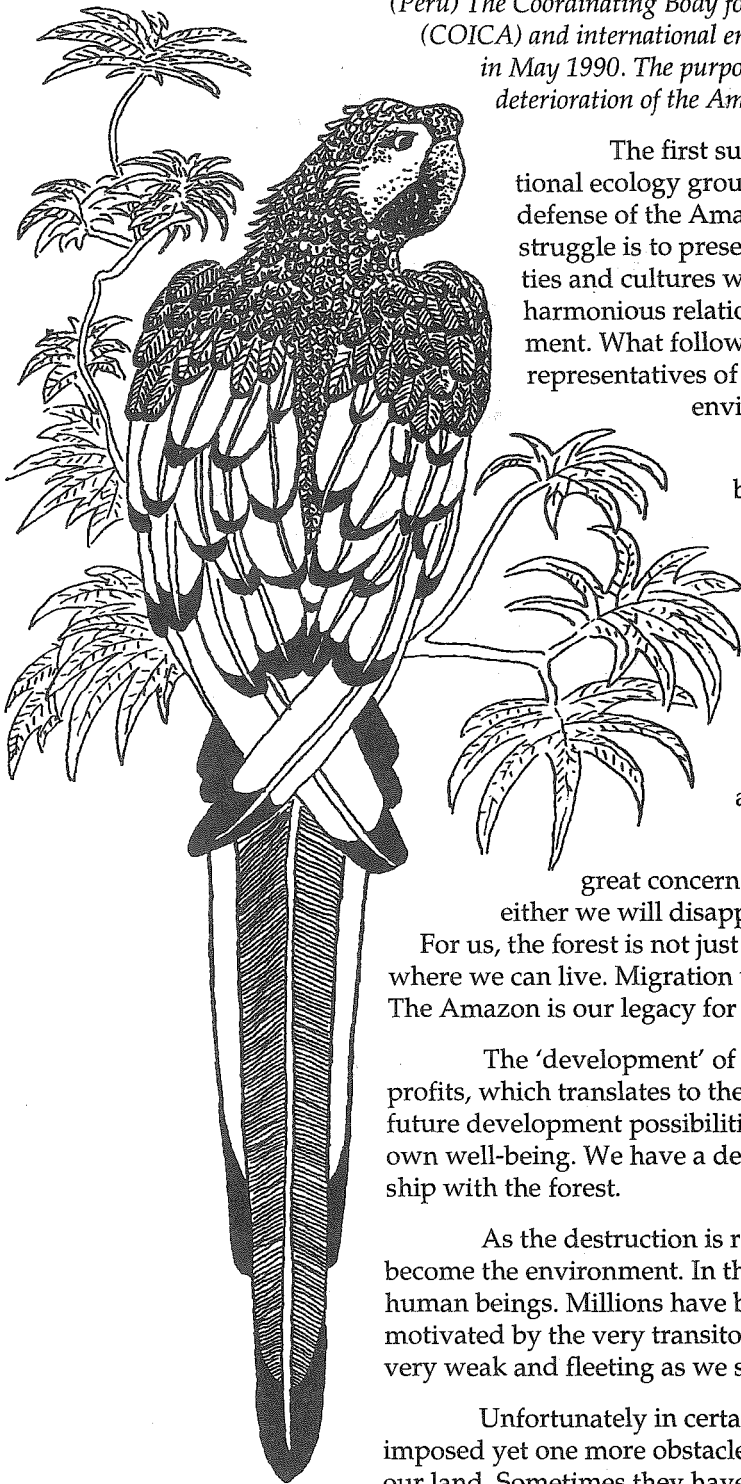 (Peru) The Coordinating Body fo
(COICA) and international en
in May 1990. The purpo
deterioration of the Am
The first su
tional ecology grou
defense of the Ama
struggle is to prese
ties and cultures w
harmonious relatio
ment. What follow
representatives of
envi
b
a
great concern
either we will disapp
For us, the forest is not just
where we can live. Migration
The Amazon is our legacy for
The ‘development’ of
profits, which translates to the
future development possibiliti
own well-being. We have a de
ship with the forest.
As the destruction is r
become the environment. In th
human beings. Millions have b
motivated by the very transito
very weak and fleeting as we s
Unfortunately in certa
imposed yet one more obstacle
our land. Sometimes they have